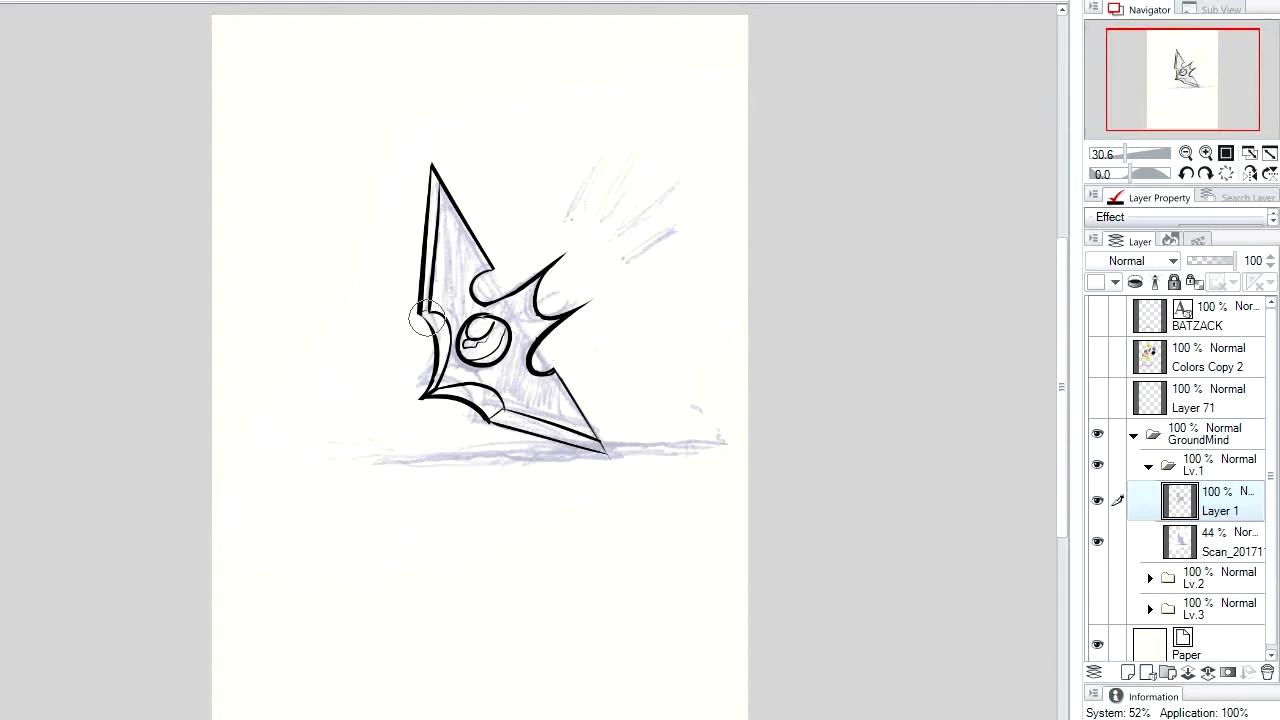 Navigator Sub View
30.6
0.0
Layer Property Search Layer
Effect
Layer
Normal 100
100 % Nor...
BATZACK
100 % Normal
Colors Copy 2
100 % Normal
Layer 71
100 % Normal
GroundMind
100 % Normal
Lv.1
100 % N...
Layer 1
44 % Nor...
Scan_20171
100 % Normal
Lv.2
100 % Normal
Lv.3
Paper
Information
System: 52% Application: 100%